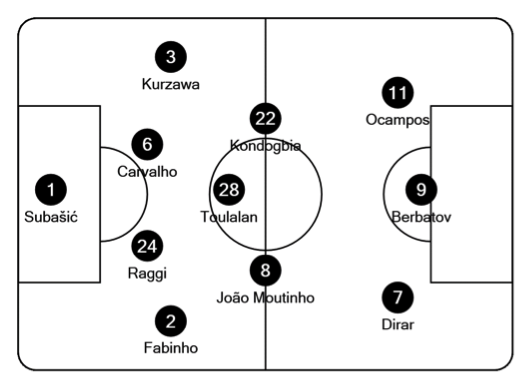 3
Kurzawa
11
Ocampos
22
Kondogbia
6
Carvalho
1
Subašić
28
Toulalan
9
Berbatov
24
Raggi
8
João Moutinho
7
Dirar
2
Fabinho